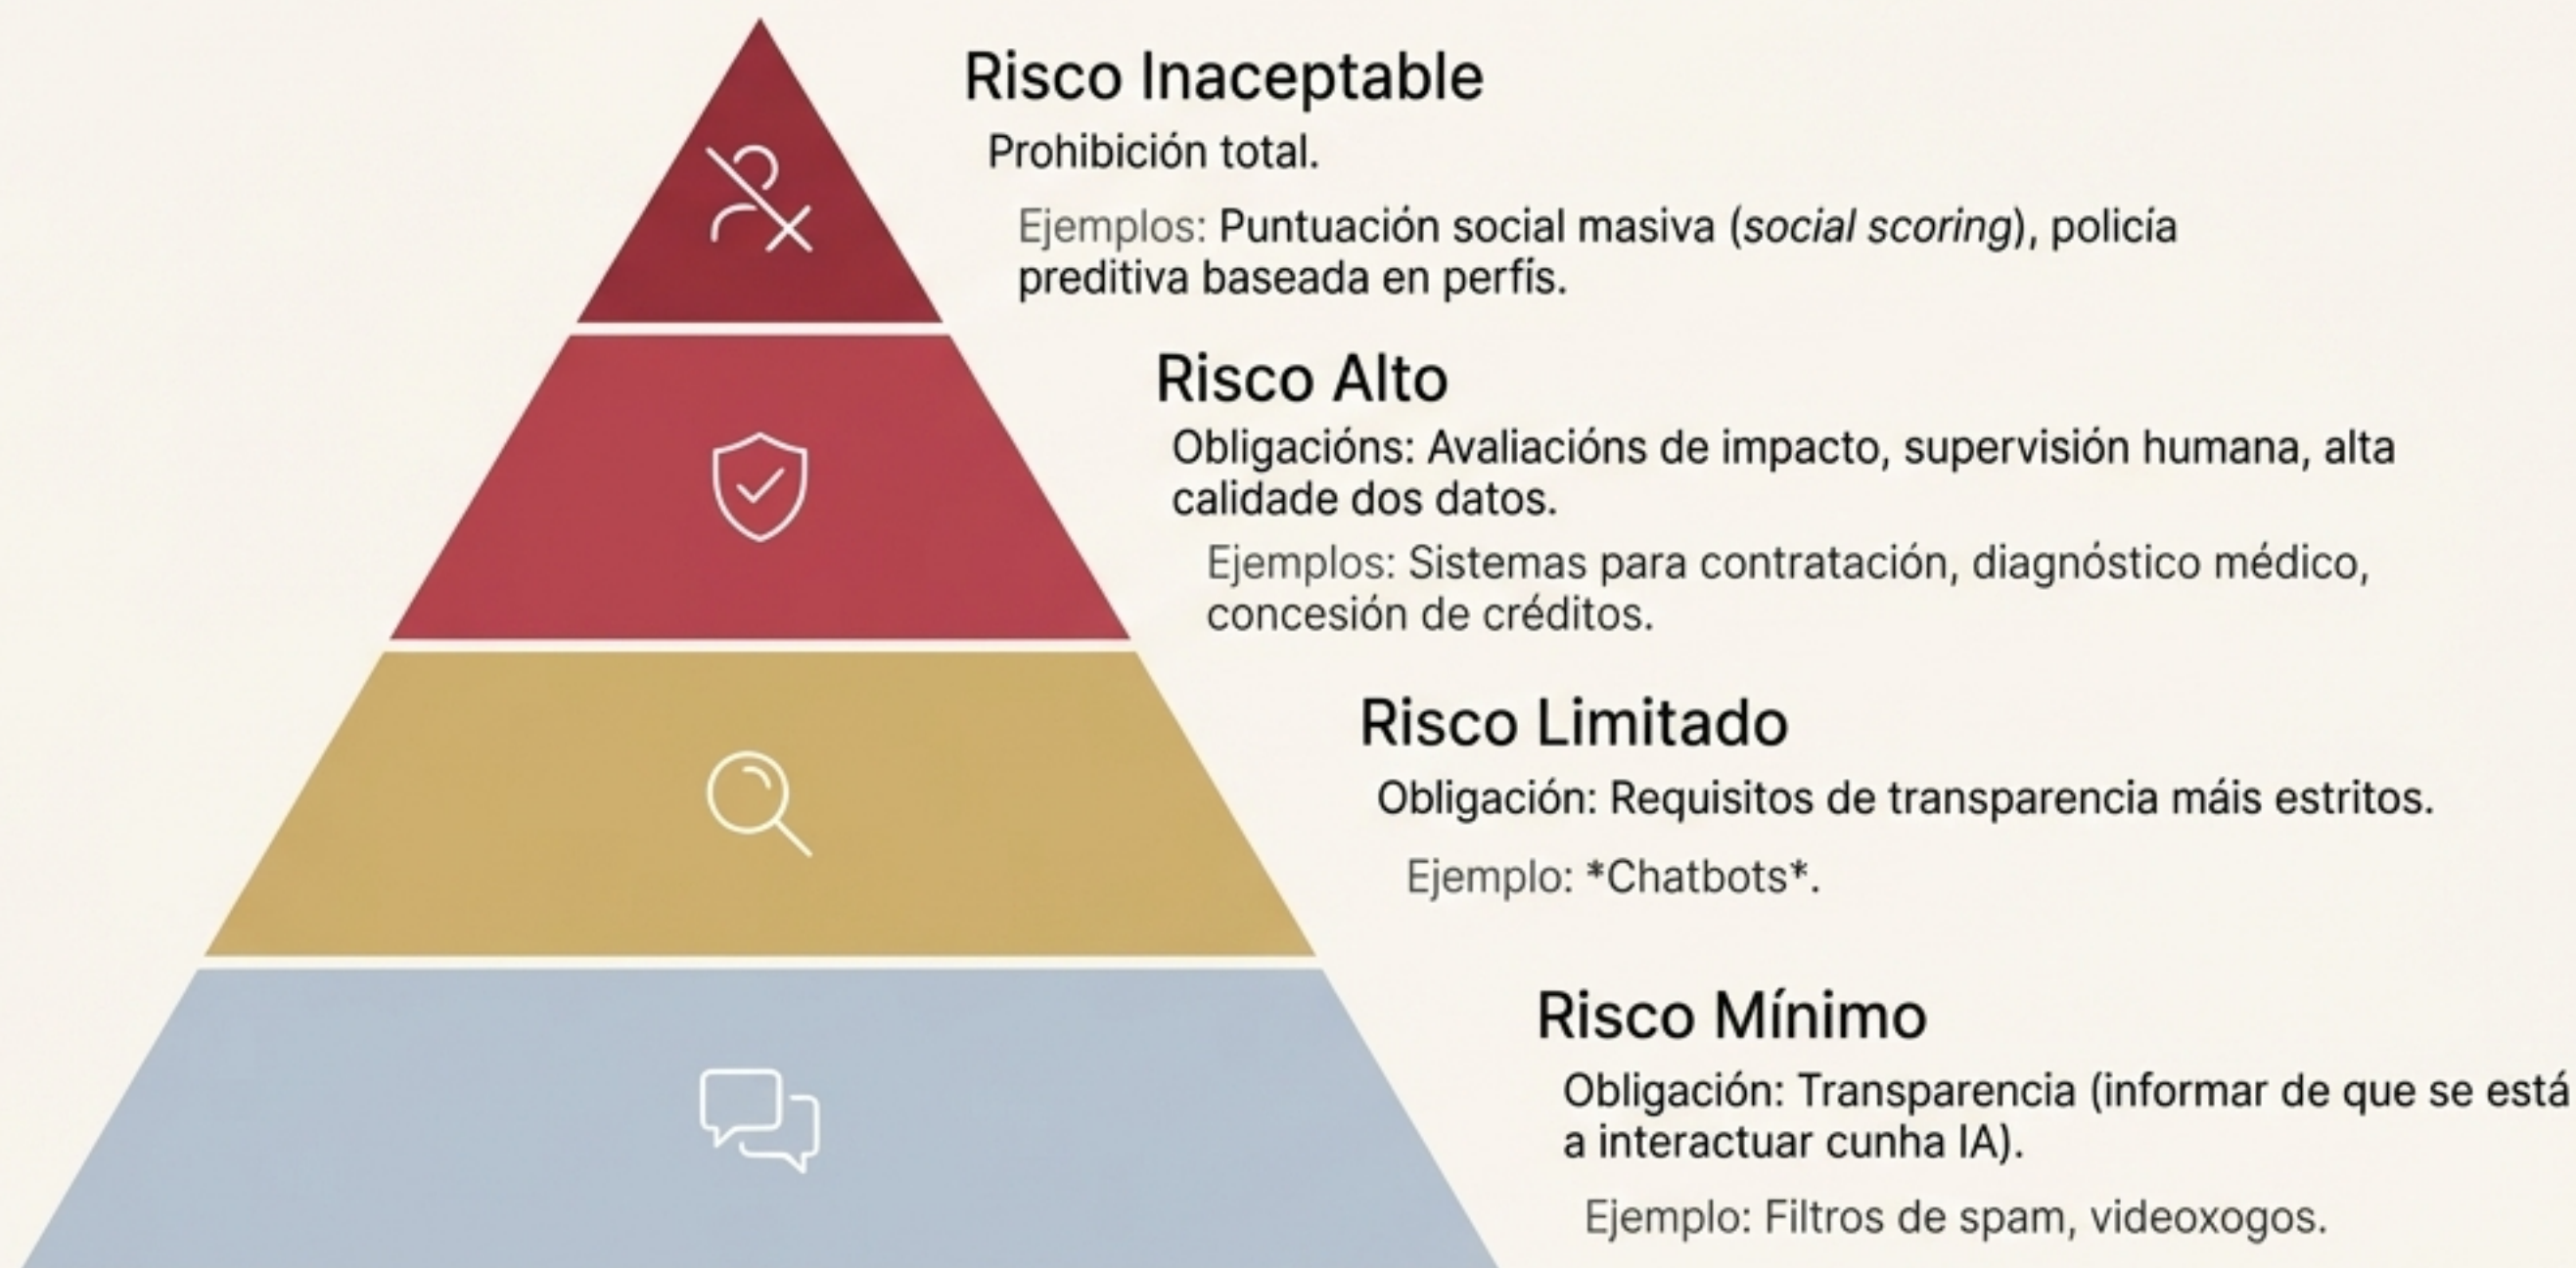 Risco Inaceptable
Prohibición total.
Ejemplos: Puntuación social masiva (social scoring), policía
preditiva baseada en perfís.
Risco Alto
Obligacións: Avaliacións de impacto, supervisión humana, alta
calidade dos datos.
Ejemplos: Sistemas para contratación, diagnóstico médico,
concesión de créditos.
Risco Limitado
Obligación: Requisitos de transparencia máis estritos.
Ejemplo: *Chatbots*.
Risco Mínimo
Obligación: Transparencia (informar de que se está
a interactuar cunha IA).
Ejemplo: Filtros de spam, videoxogos.